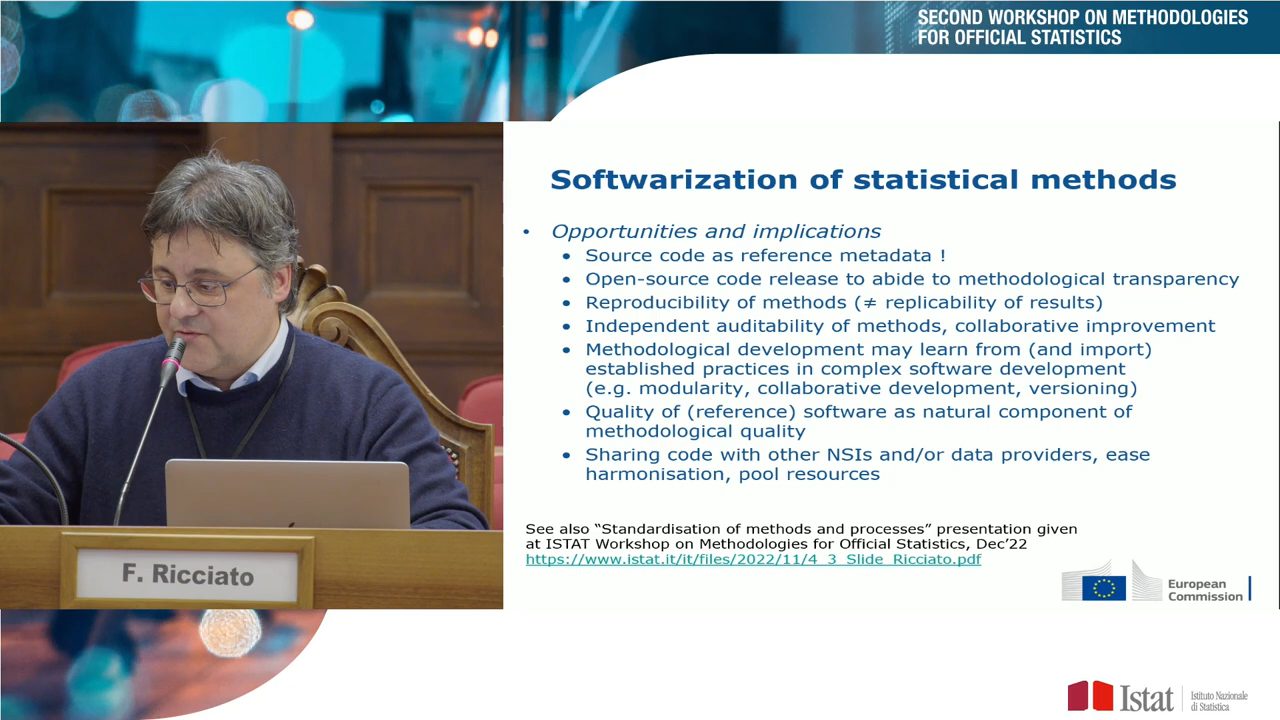 SECOND WORKSHOP ON METHODOLOGIES
FOR OFFICIAL STATISTICS
Softwarization of statistical methods
• Opportunities and implications
• Source code as reference metadata !
• Open-source code release to abide to methodological transparency
• Reproducibility of methods (≠ replicability of results)
• Independent auditability of methods, collaborative improvement
• Methodological development may learn from (and import)
established practices in complex software development
(e.g. modularity, collaborative development, versioning)
• Quality of (reference) software as natural component of
methodological quality
• Sharing code with other NSIs and/or data providers, ease
harmonisation, pool resources
See also “Standardisation of methods and processes” presentation given
at ISTAT Workshop on Methodologies for Official Statistics, Dec’22
https://www.istat.it/it/files/2022/11/4_3_Slide_Ricciato.pdf
F. Ricciato
European
Commission
Istat
Istituto Nazionale
di Statistica